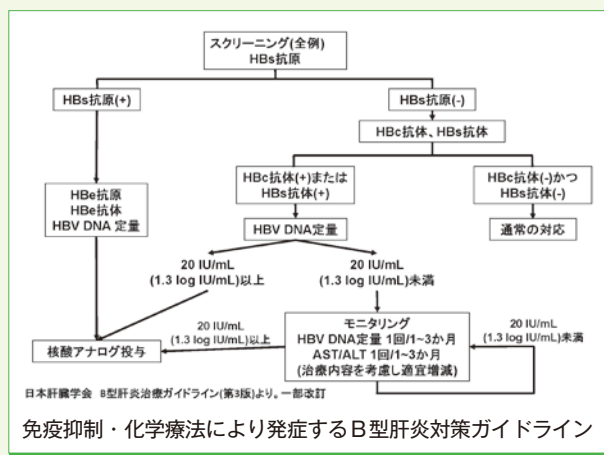 スクリーニング(全例)
HBs抗原
HBs抗原(+)
HBs抗原(-)
HBc抗体、HBs抗体
HBe抗原
HBe抗体
HBV DNA 定量
HBc抗体(+)または
HBs抗体(+)
HBc抗体(-)かつ
HBs抗体(-)
HBV DNA定量
通常の対応
20 IU/mL
(1.3 log IU/mL)以上
20 IU/mL
(1.3 log IU/mL)未満
核酸アナログ投与
20 IU/mL
(1.3 log IU/mL)以上
モニタリング
HBV DNA定量 1回/1~3か月
AST/ALT 1回/1~3か月
(治療内容を考慮し適宜増減)
20 IU/mL
(1.3 log IU/mL)未満
日本肝臓学会 B型肝炎治療ガイドライン(第3版)より。一部改訂
免疫抑制・化学療法により発症するB型肝炎対策ガイドライン